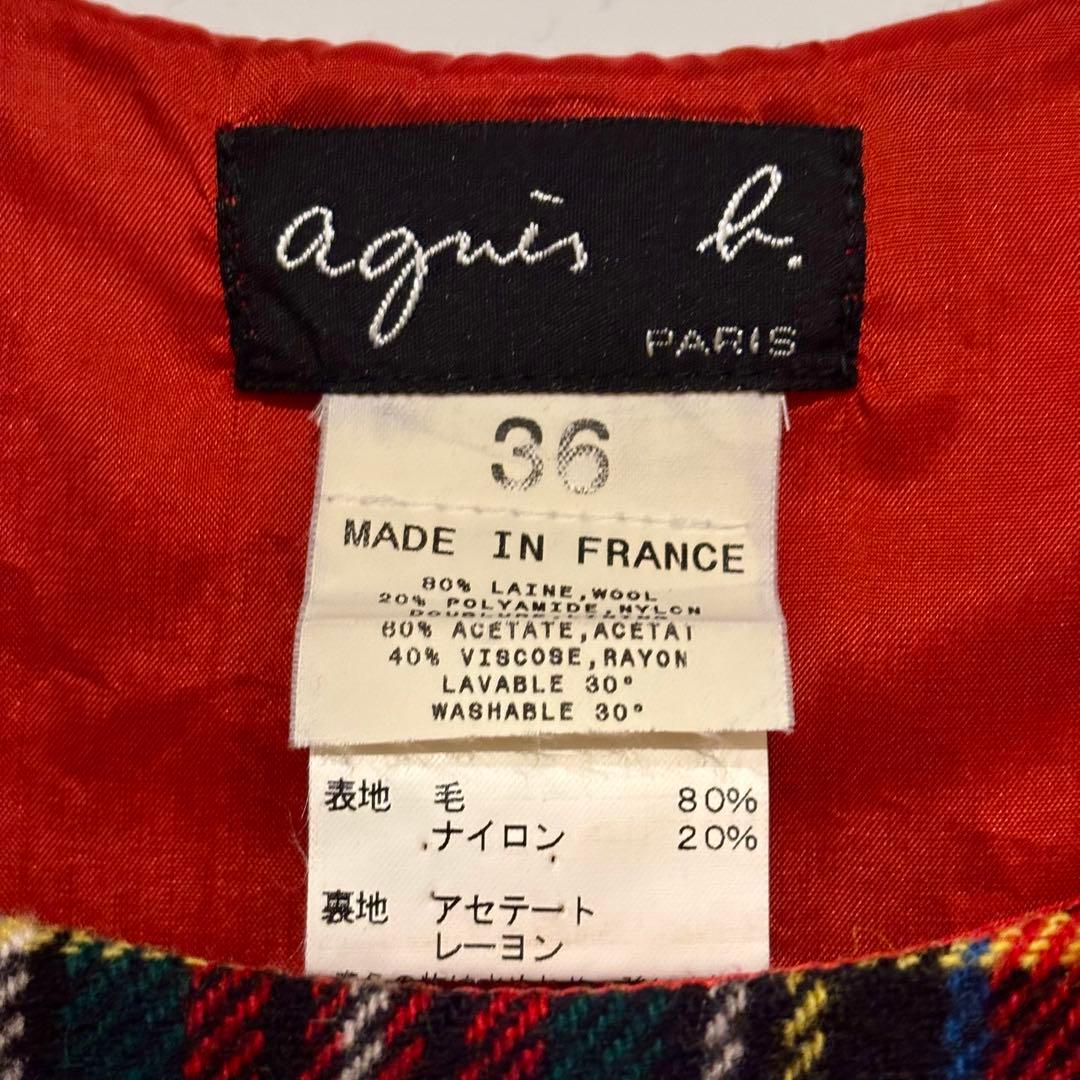 agnès b.
PARIS
36
MADE IN FRANCE
80% LAINE,WOOL
20% POLYAMIDE,NYLON
60% ACETATE,ACETAT
40% VISCOSE,RAYON
LAVABLE 30°
WASHABLE 30°
表地 毛 80%
ナイロン 20%
裏地 アセテート
レーヨン